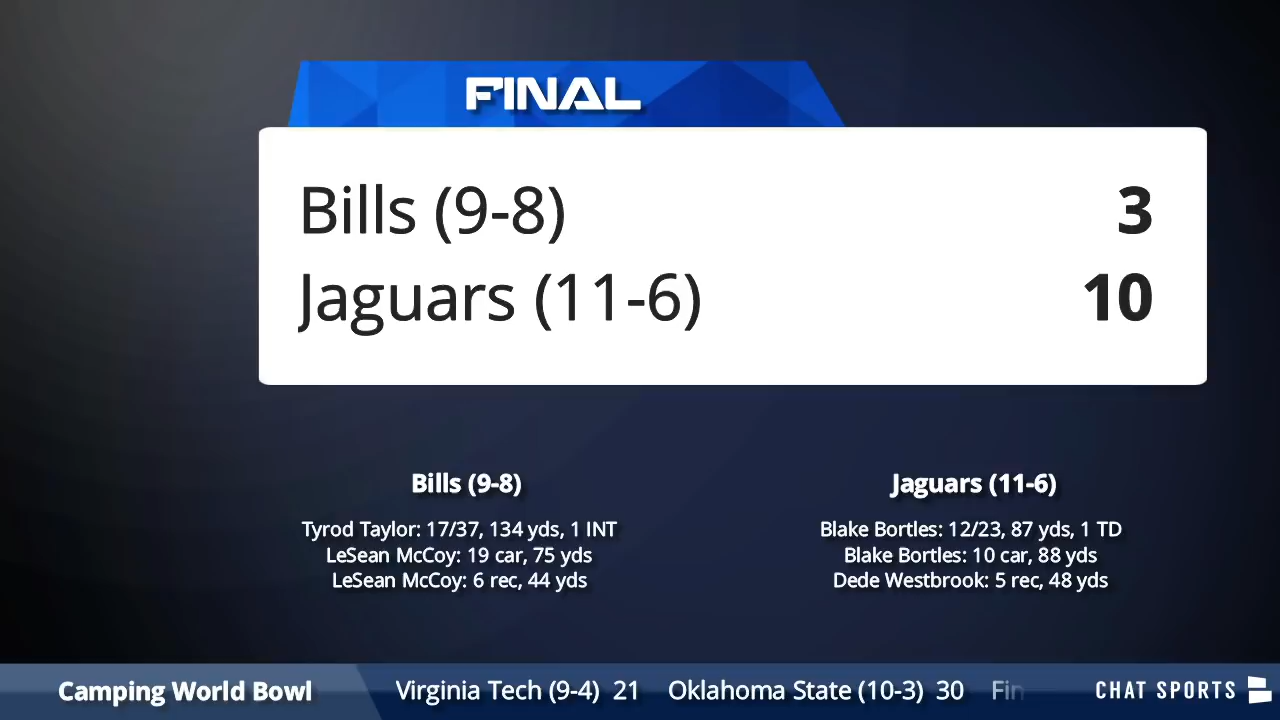 FINAL
Bills (9-8) 3
Jaguars (11-6) 10
Bills (9-8)
Tyrod Taylor: 17/37, 134 yds, 1 INT
LeSean McCoy: 19 car, 75 yds
LeSean McCoy: 6 rec, 44 yds
Jaguars (11-6)
Blake Bortles: 12/23, 87 yds, 1 TD
Blake Bortles: 10 car, 88 yds
Dede Westbrook: 5 rec, 48 yds
Camping World Bowl Virginia Tech (9-4) 21 Oklahoma State (10-3) 30 Fin CHAT SPORTS